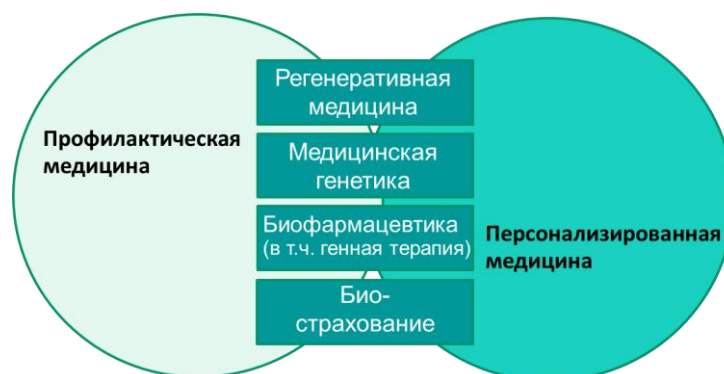 Профилактическая
медицина
Регенеративная
медицина
Медицинская
генетика
Биофармацевтика
(в т.ч. генная терапия)
Био-
страхование
Персонализированная
медицина